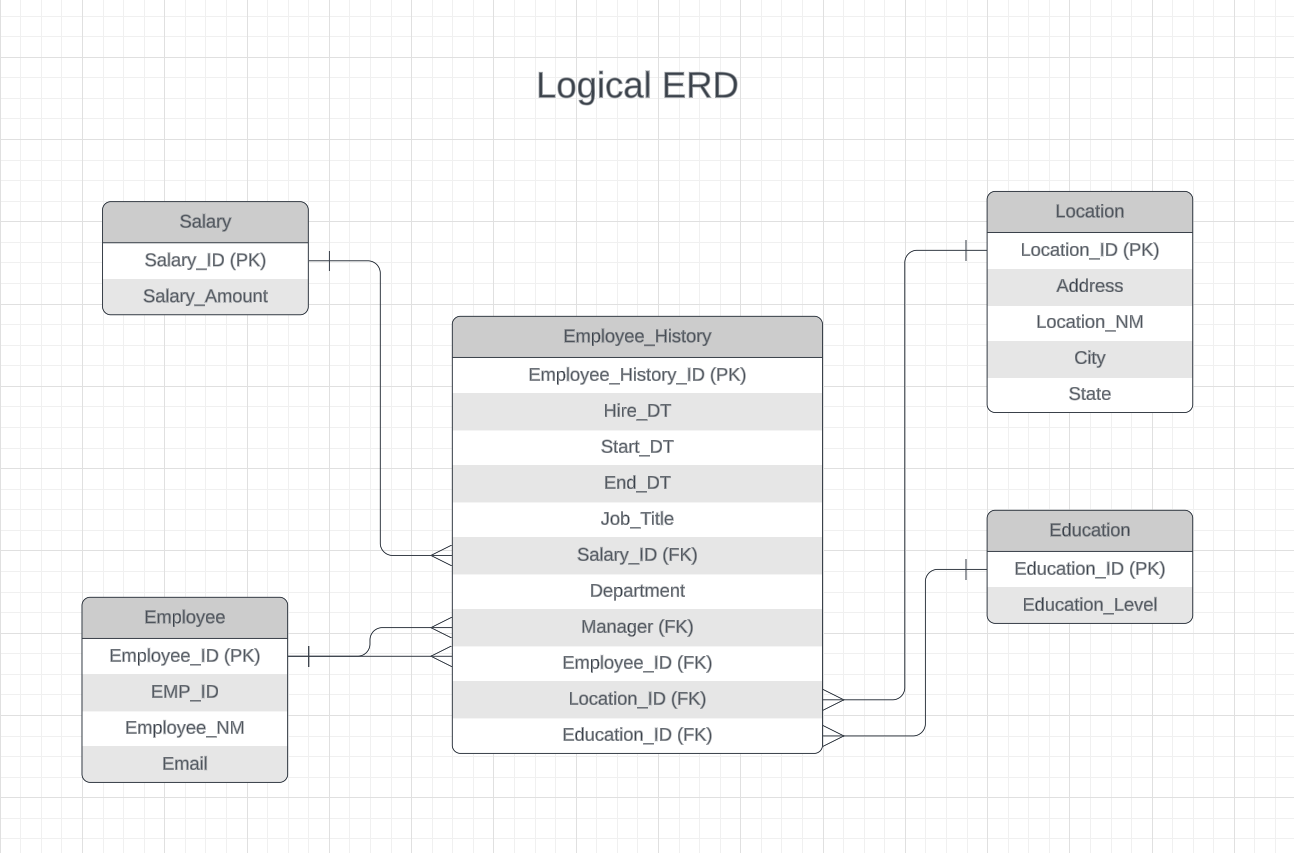 Logical ERD
Salary
Salary_ID (PK)
Salary_Amount
Employee
Employee_ID (PK)
EMP_ID
Employee_NM
Email
Employee_History
Employee_History_ID (PK)
Hire_DT
Start_DT
End_DT
Job_Title
Salary_ID (FK)
Department
Manager (FK)
Employee_ID (FK)
Location_ID (FK)
Education_ID (FK)
Location
Location_ID (PK)
Address
Location_NM
City
State
Education
Education_ID (PK)
Education_Level